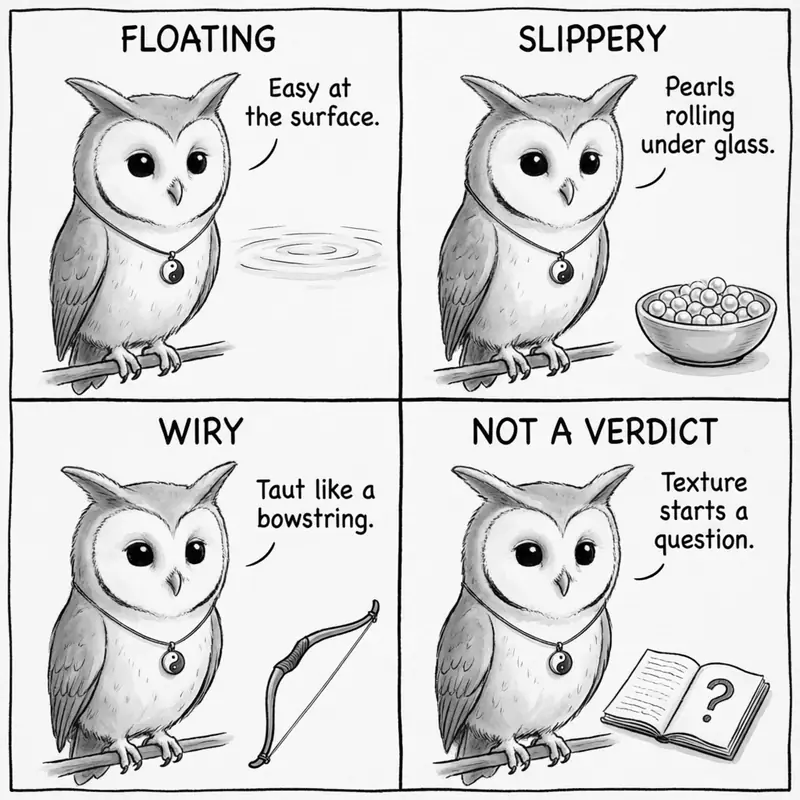 FLOATING
Easy at
the surface.
SLIPPERY
Pearls
rolling
under glass.
WIRY
Taut like a
bowstring.
NOT A VERDICT
Texture
starts a
question.
?